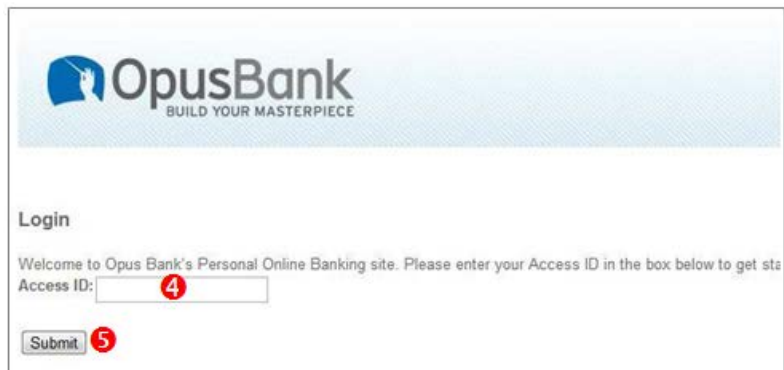 OpusBank
BUILD YOUR MASTERPIECE
Login
Welcome to Opus Bank's Personal Online Banking site. Please enter your Access ID in the box below to get sta
Access ID: 4
Submit 5